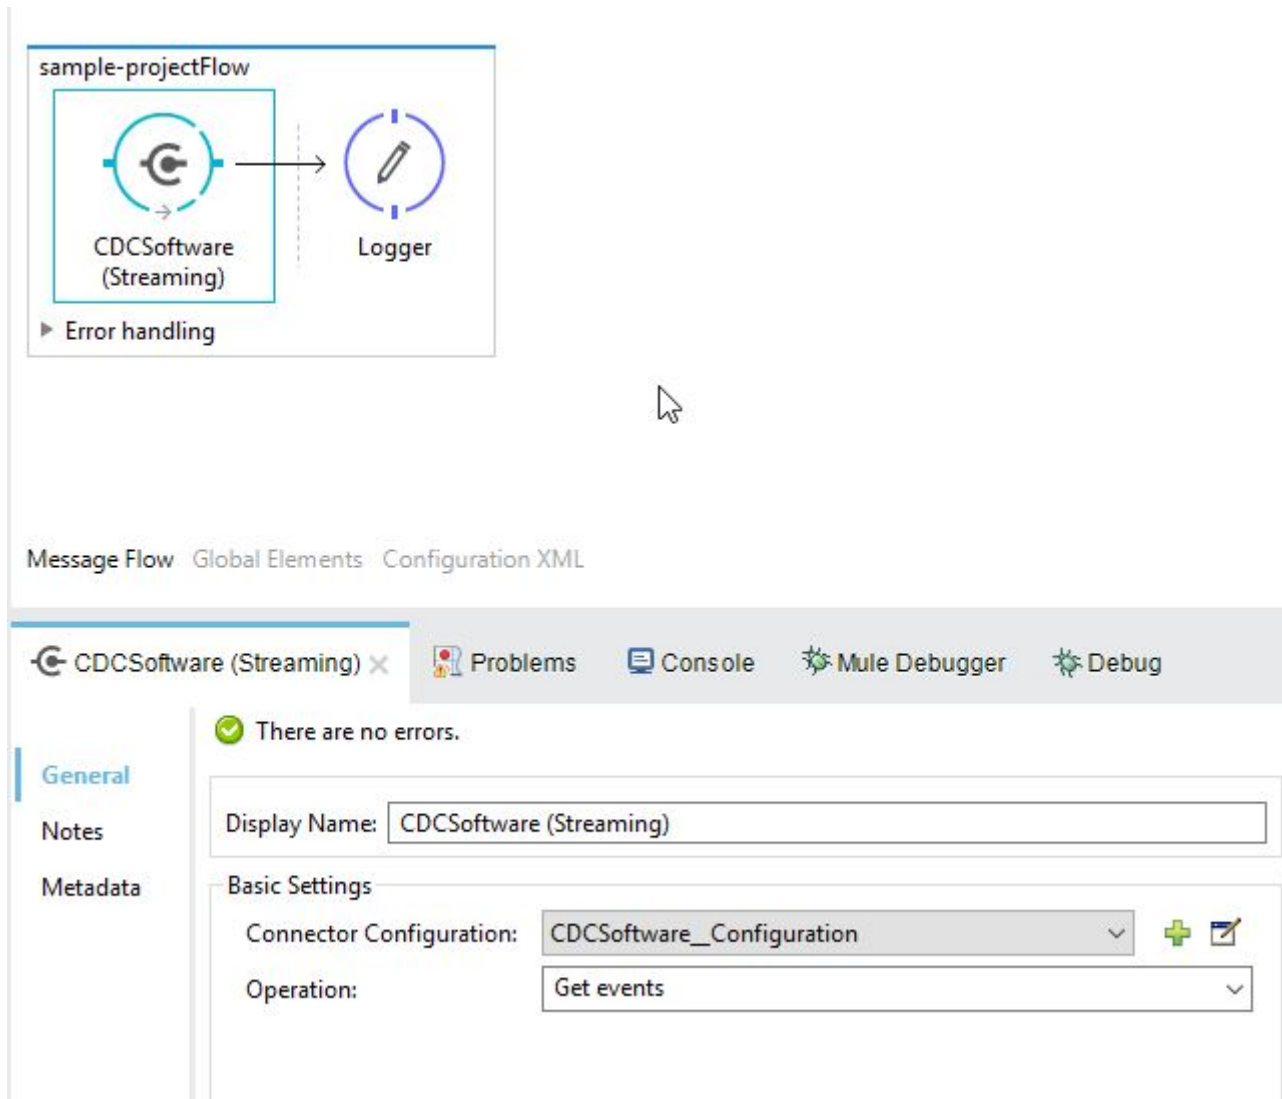 sample-projectFlow
CDCSoftware
(Streaming)
Logger
Error handling
Message Flow Global Elements Configuration XML
CDCSoftware (Streaming) Problems Console Mule Debugger Debug
There are no errors.
General
Display Name: CDCSoftware (Streaming)
Notes
Metadata
Basic Settings
Connector Configuration: CDCSoftware__Configuration
Operation: Get events